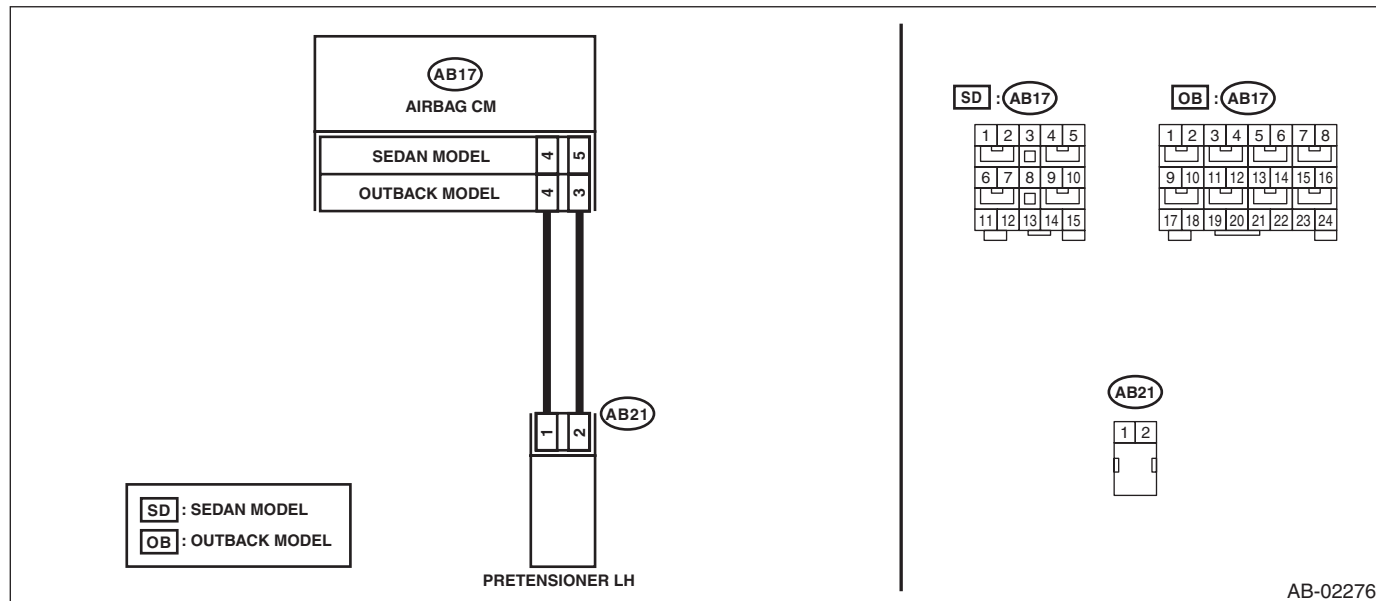 AB17
AIRBAG CM
SEDAN MODEL 4 5
OUTBACK MODEL 4 3
1 2 AB21
PRETENSIONER LH
SD : SEDAN MODEL
OB : OUTBACK MODEL
SD : AB17
1 2 3 4 5
6 7 8 9 10
11 12 13 14 15
OB : AB17
1 2 3 4 5 6 7 8
9 10 11 12 13 14 15 16
17 18 19 20 21 22 23 24
AB21
1 2
AB-02276